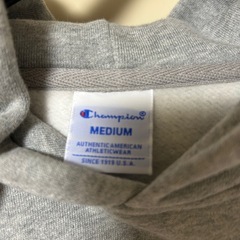 Champion
MEDIUM
AUTHENTIC AMERICAN
ATHLETICWEAR
SINCE 1919 U.S.A.